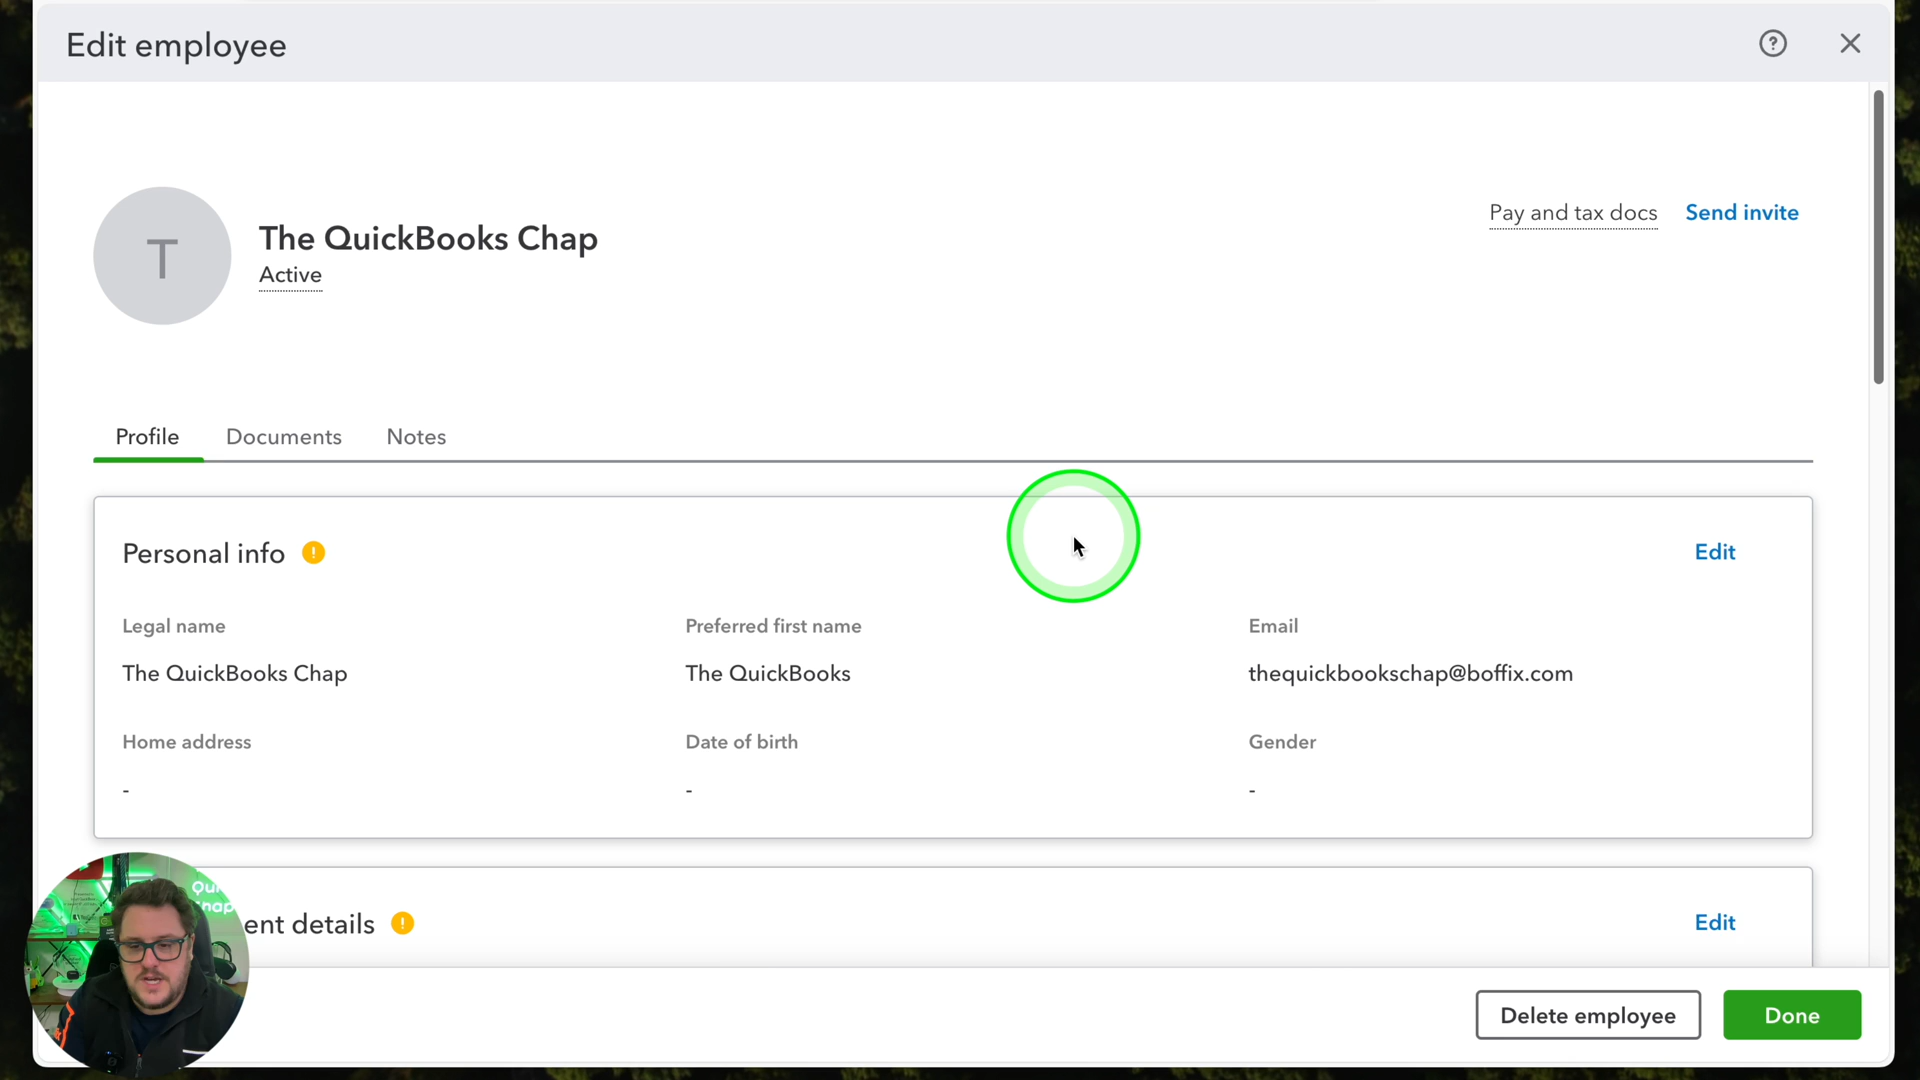 Edit employee
T
The QuickBooks Chap
Active
Pay and tax docs
Send invite
Profile
Documents
Notes
Personal info
Edit
Legal name
Preferred first name
Email
The QuickBooks Chap
The QuickBooks
thequickbookschap@boffix.com
Home address
Date of birth
Gender
-
-
-
ent details
Edit
Delete employee
Done